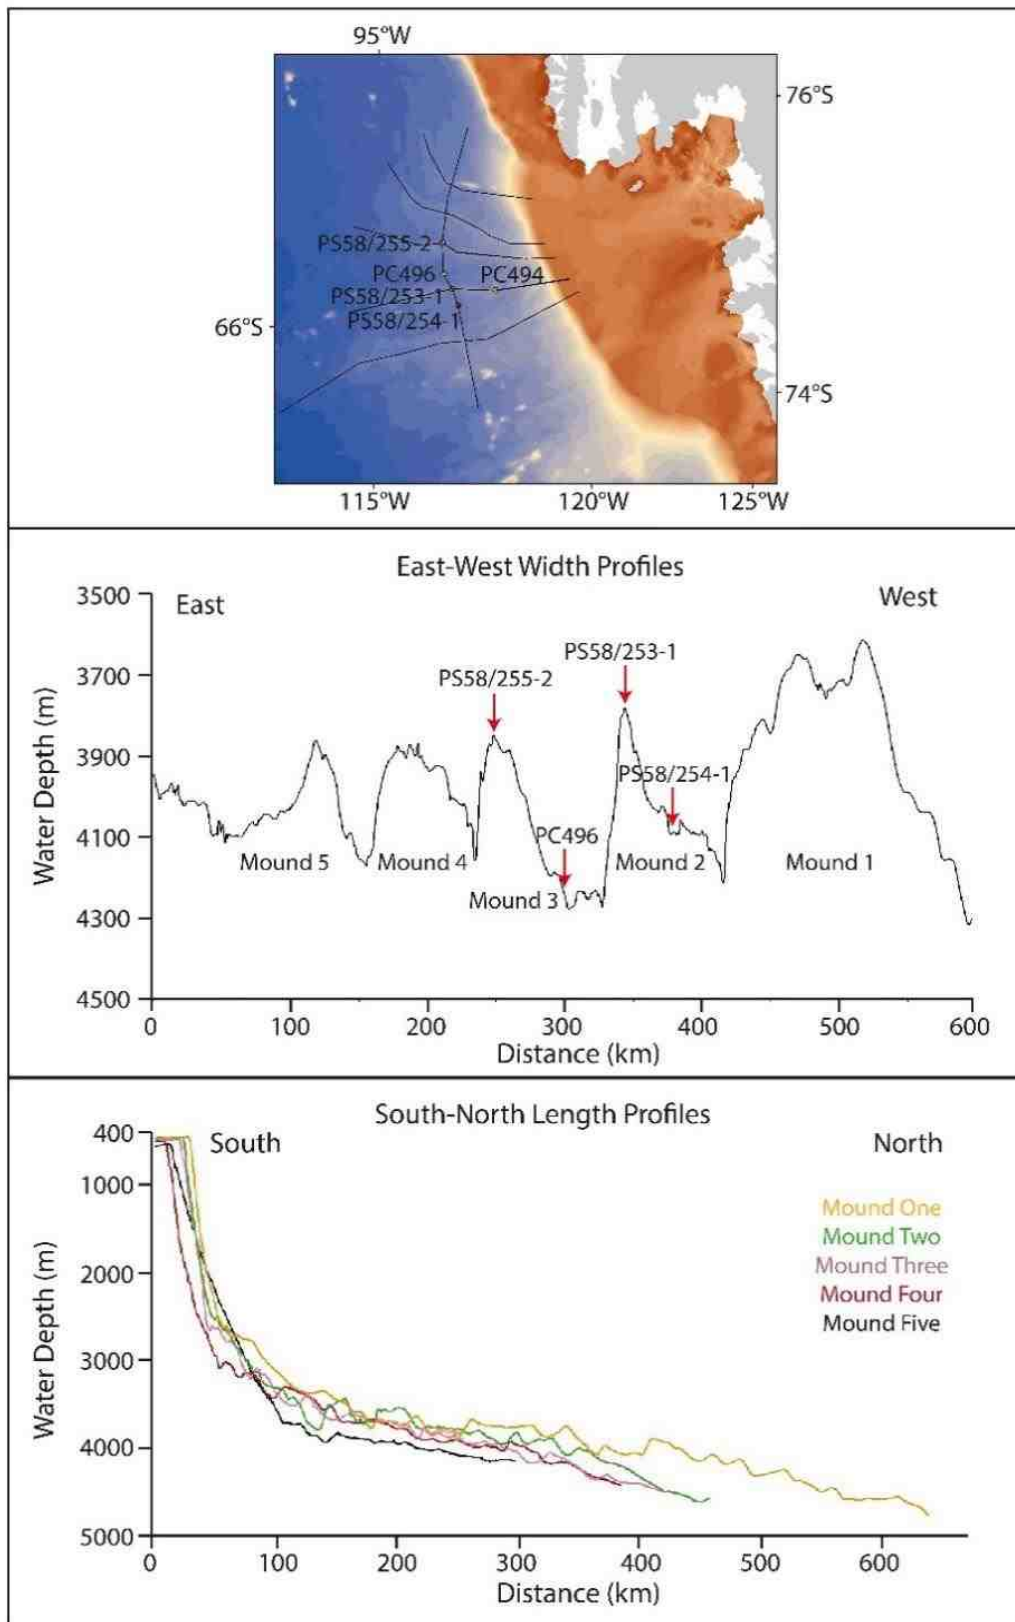 95°W
76°S
PS58/255-2
PC496
PC494
PS58/253-1
PS58/254-1
66°S
74°S
115°W
120°W
125°W
East-West Width Profiles
3500
East
West
PS58/253-1
3700
PS58/255-2
Water Depth (m)
3900
PS58/254-1
4100
PC496
Mound 5
Mound 4
Mound 2
Mound 1
Mound 3
4300
4500
0
100
200
300
400
500
600
Distance (km)
South-North Length Profiles
400
South
North
1000
Mound One
Mound Two
Mound Three
Mound Four
Mound Five
Water Depth (m)
2000
3000
4000
5000
0
100
200
300
400
500
600
Distance (km)